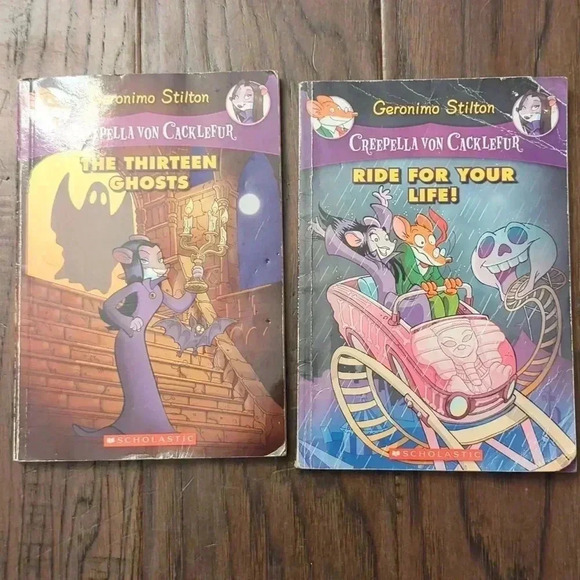 Geronimo Stilton
Creepella von Cacklefur
THE THIRTEEN
GHOSTS
SCHOLASTIC
Geronimo Stilton
Creepella von Cacklefur
RIDE FOR YOUR
LIFE!
SCHOLASTIC